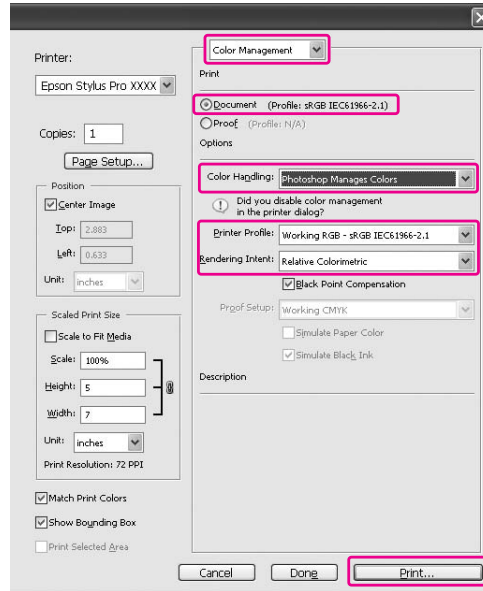 Printer:
Epson Stylus Pro XXXX
Copies: 1
Page Setup...
Position
Center Image
Top: 2.883
Left: 0.633
Unit: inches
Scaled Print Size
Scale to Fit Media
Scale: 100%
Height: 5
Width: 7
Unit: inches
Print Resolution: 72 PPI
Match Print Colors
Show Bounding Box
Print Selected Area
Color Management
Print
Document (Profile: sRGB IEC61966-2.1)
Proof (Profile: N/A)
Options
Color Handling: Photoshop Manages Colors
Did you disable color management
in the printer dialog?
Printer Profile: Working RGB - sRGB IEC61966-2.1
Rendering Intent: Relative Colorimetric
Black Point Compensation
Proof Setup: Working CMYK
Simulate Paper Color
Simulate Black Ink
Description
Cancel Done Print...